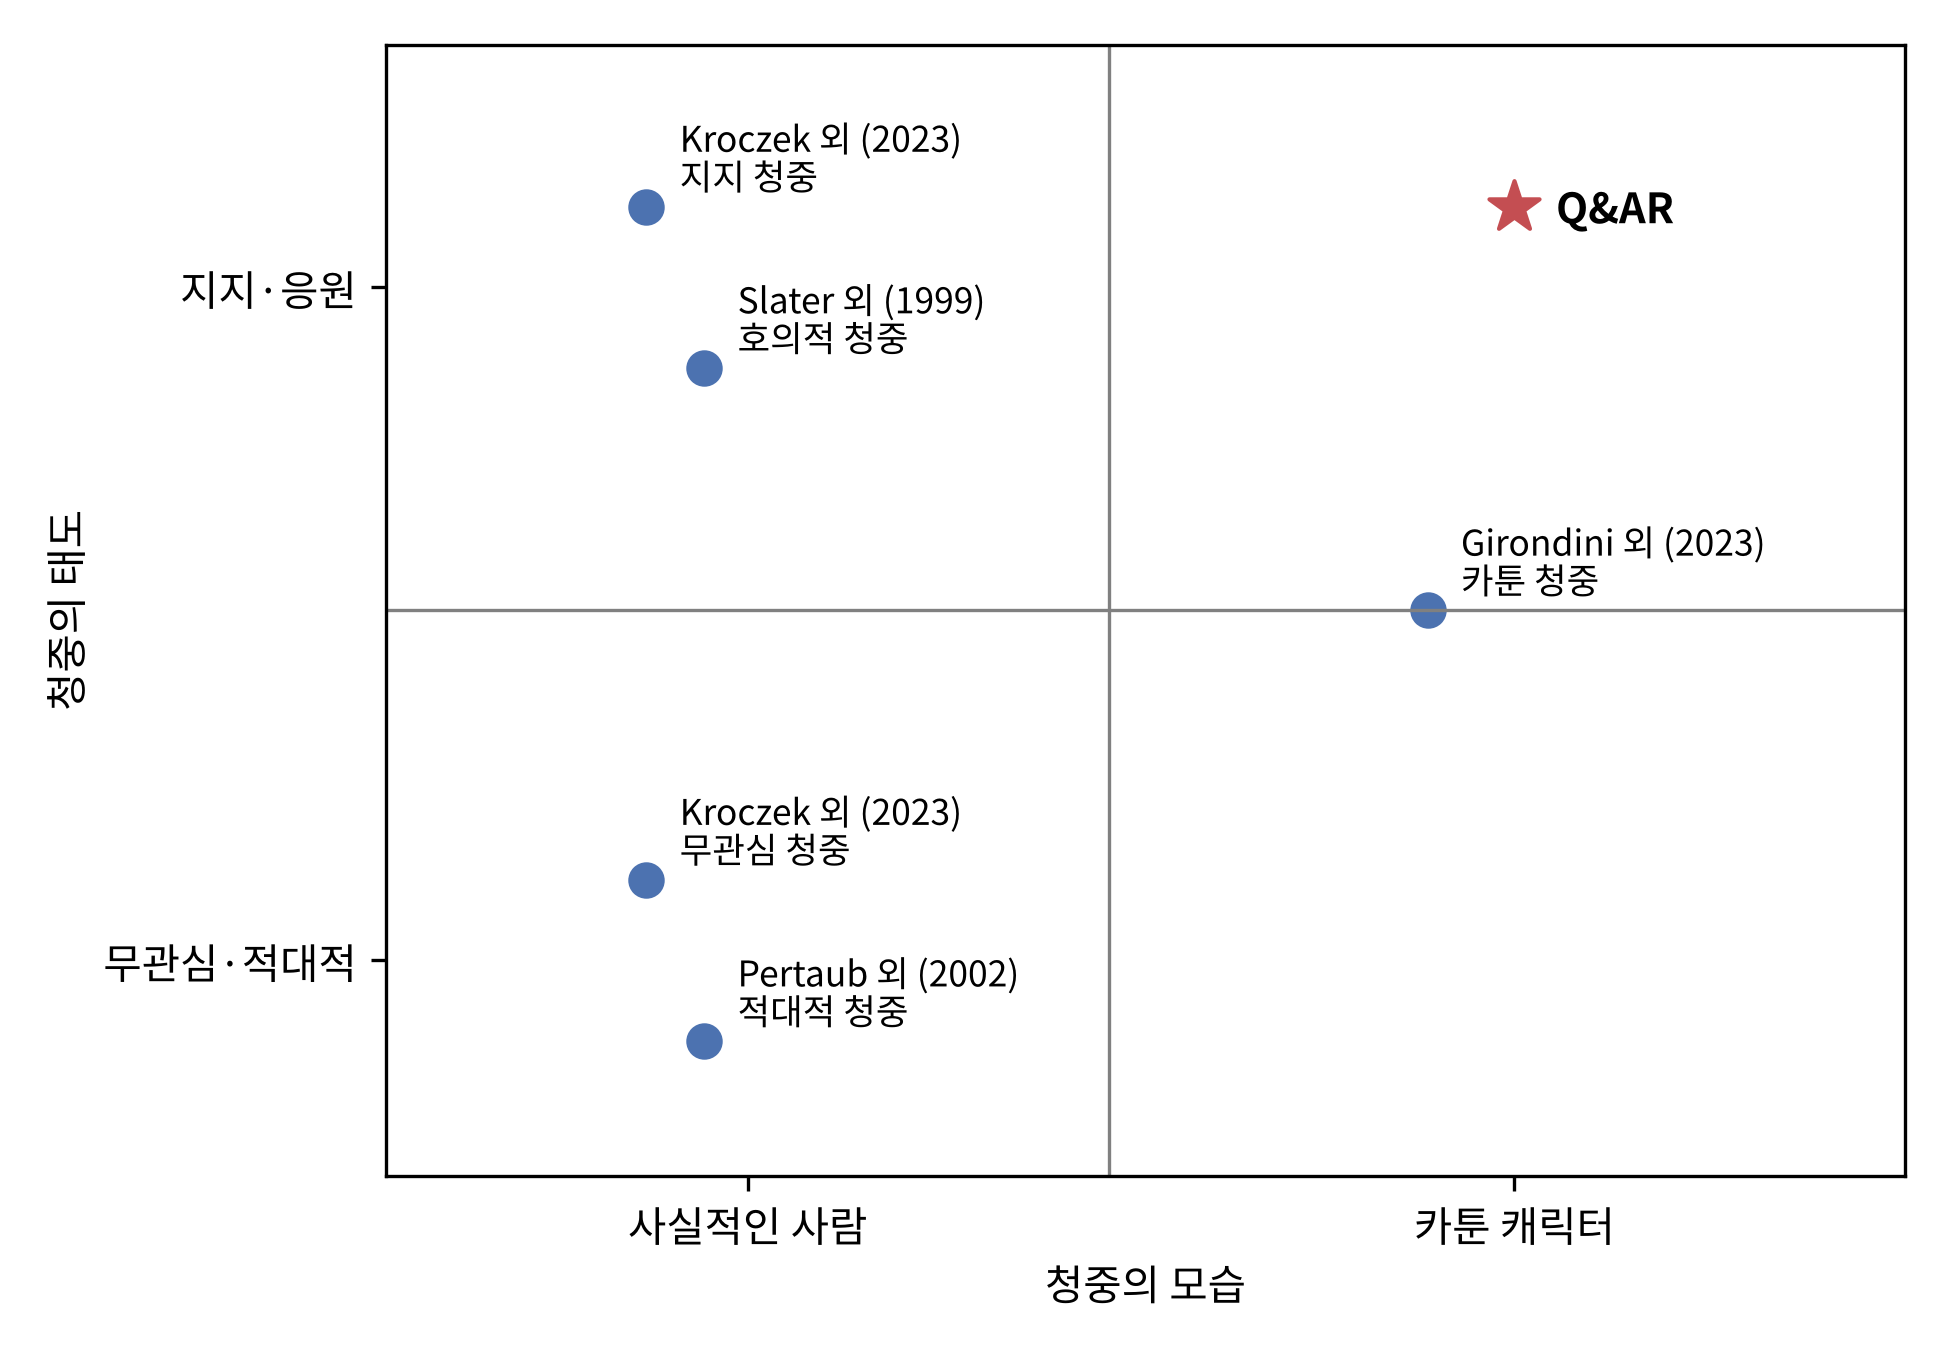 Kroczek 외 (2023)
지지 청중
Q&AR
지지·응원
Slater 외 (1999)
호의적 청중
Girondini 외 (2023)
카툰 청중
청중의 태도
Kroczek 외 (2023)
무관심 청중
무관심·적대적
Pertaub 외 (2002)
적대적 청중
사실적인 사람
카툰 캐릭터
청중의 모습